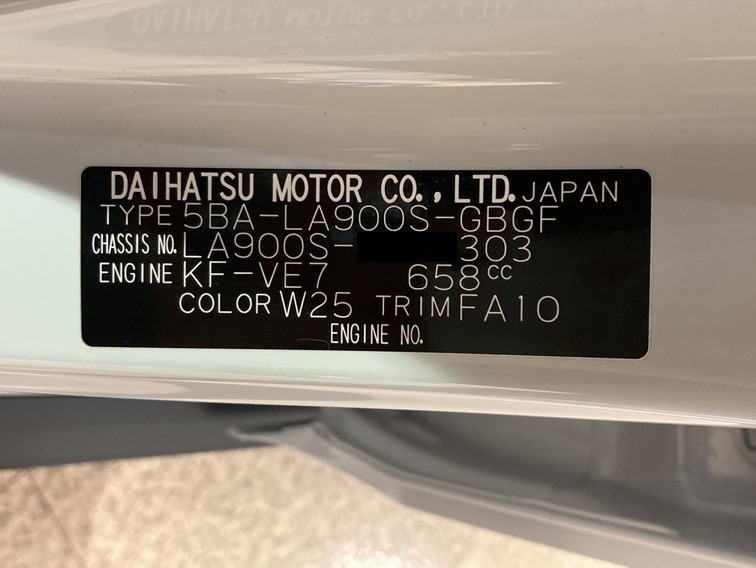 DAIHATSU MOTOR CO., LTD. JAPAN
TYPE 5BA-LA900S-GBGF
CHASSIS NO. LA900S- 303
ENGINE KF-VE7 658cc
COLOR W25 TRIM FA10
ENGINE NO.